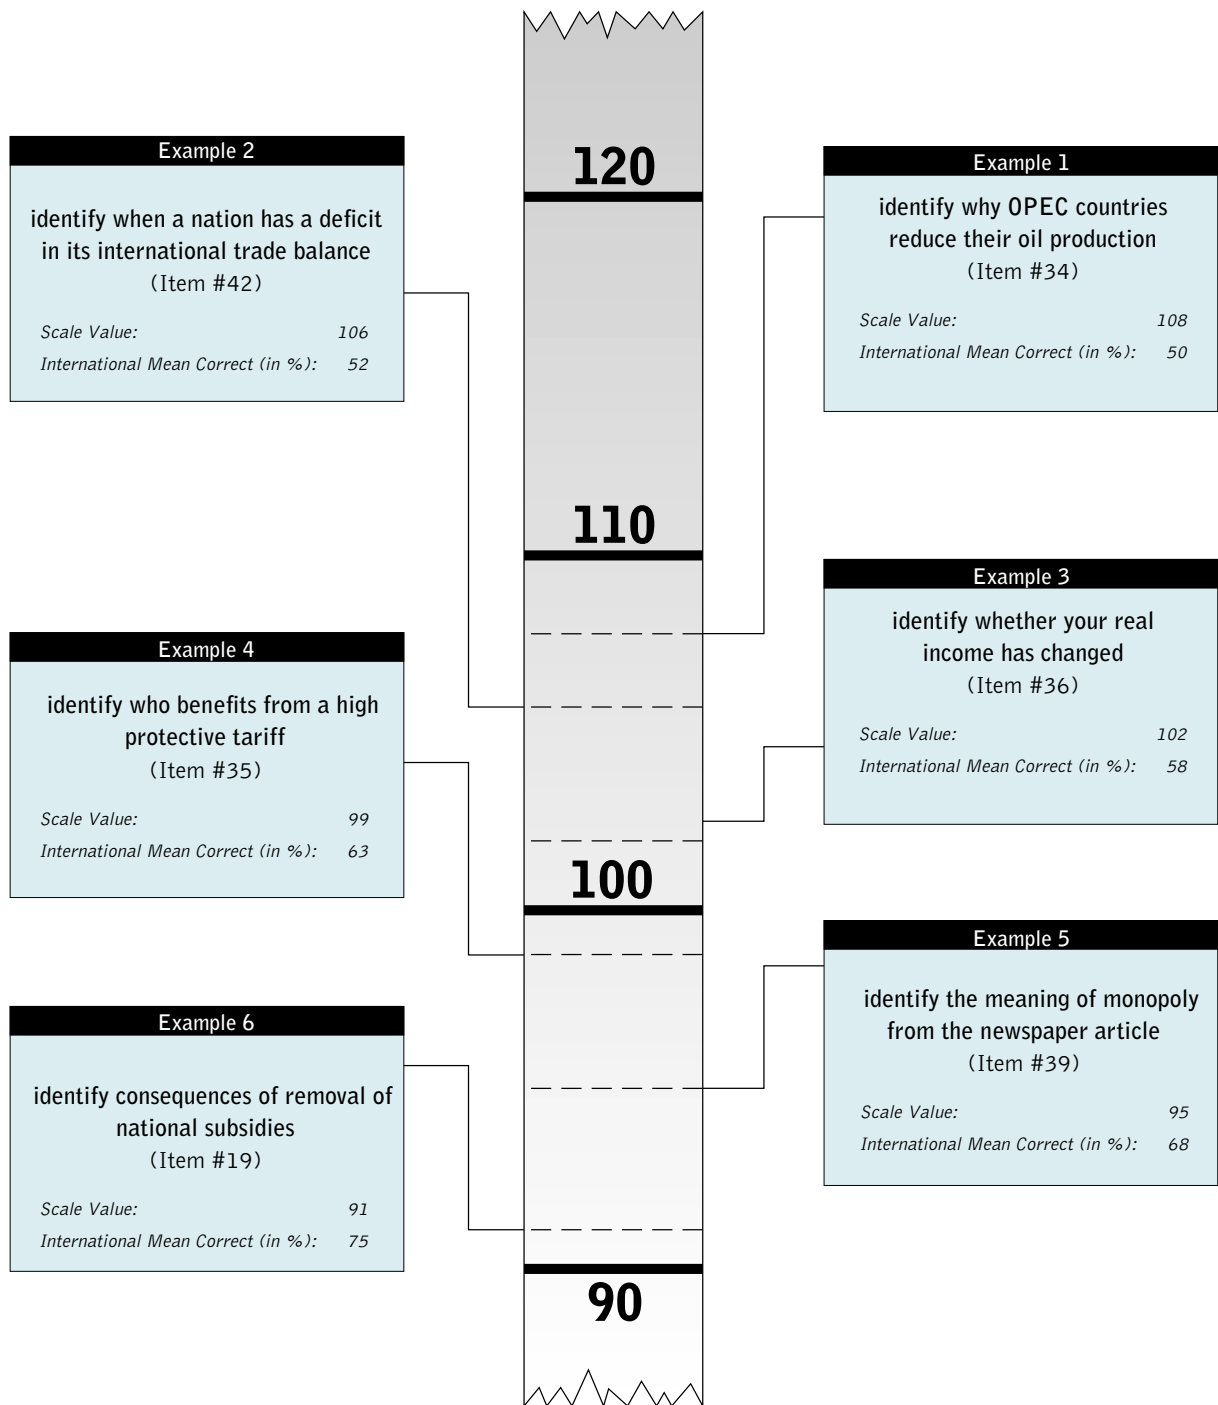 120
Example 2
identify when a nation has a deficit
in its international trade balance
(Item #42)
Scale Value: 106
International Mean Correct (in %): 52
Example 1
identify why OPEC countries
reduce their oil production
(Item #34)
Scale Value: 108
International Mean Correct (in %): 50
110
Example 3
identify whether your real
income has changed
(Item #36)
Scale Value: 102
International Mean Correct (in %): 58
Example 4
identify who benefits from a high
protective tariff
(Item #35)
Scale Value: 99
International Mean Correct (in %): 63
100
Example 5
identify the meaning of monopoly
from the newspaper article
(Item #39)
Scale Value: 95
International Mean Correct (in %): 68
Example 6
identify consequences of removal of
national subsidies
(Item #19)
Scale Value: 91
International Mean Correct (in %): 75
90